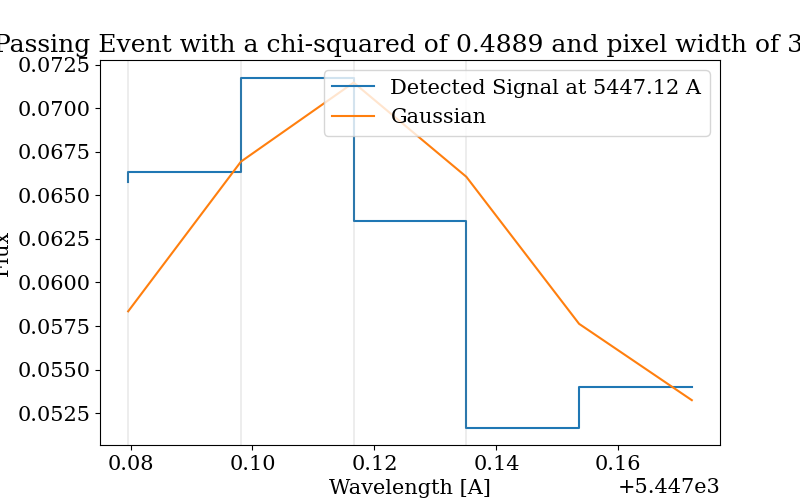 Passing Event with a chi-squared of 0.4889 and pixel width of 3
0.0725
0.0700
0.0675
0.0650
0.0625
0.0600
0.0575
0.0550
0.0525
Flux
Detected Signal at 5447.12 A
Gaussian
0.08 0.10 0.12 0.14 0.16
+5.447e3
Wavelength [A]